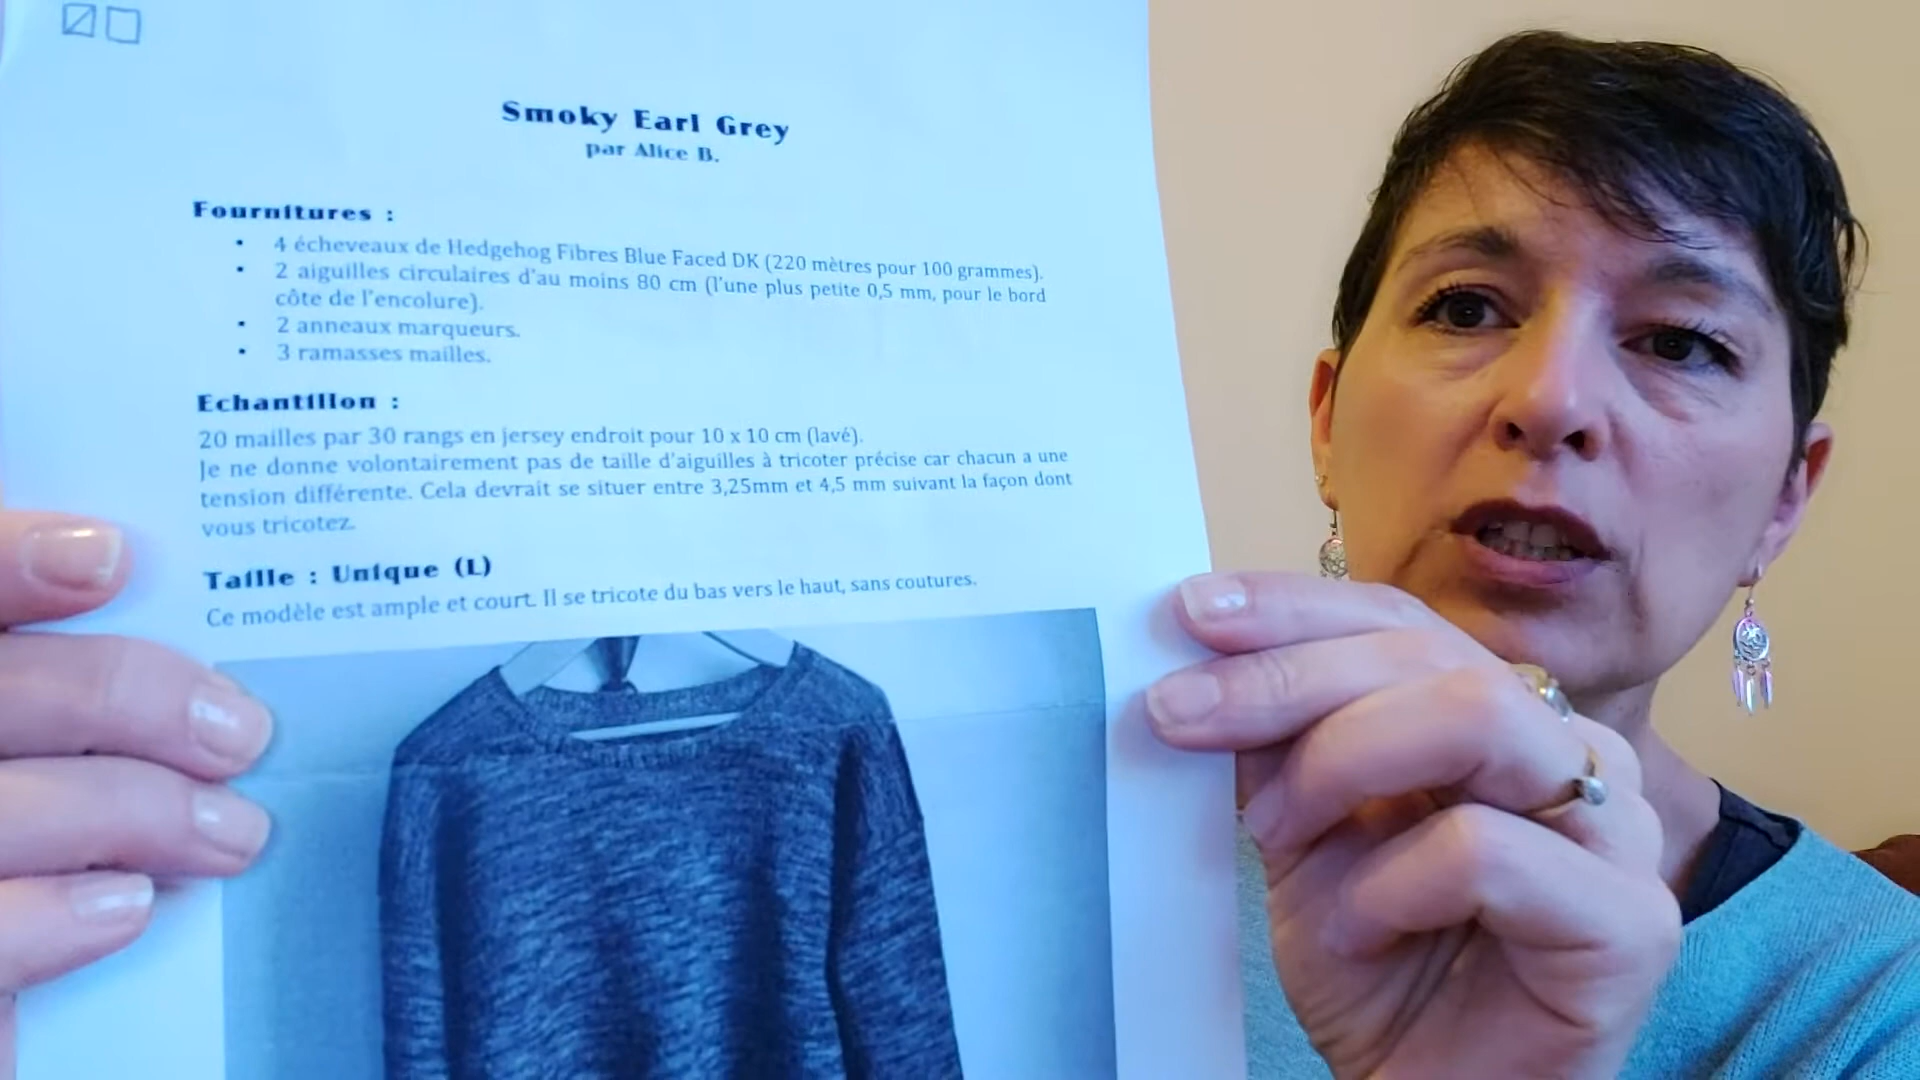 Smoky Earl Grey
par Alice B.
Fournitures :
• 4 écheveaux de Hedgehog Fibres Blue Faced DK (220 mètres pour 100 grammes).
• 2 aiguilles circulaires d'au moins 80 cm (l'une plus petite 0,5 mm, pour le bord
côte de l'encolure).
• 2 anneaux marqueurs.
• 3 ramasses mailles.
Echantillon :
20 mailles par 30 rangs en jersey endroit pour 10 x 10 cm (lavé).
Je ne donne volontairement pas de taille d'aiguilles à tricoter précise car chacun a une
tension différente. Cela devrait se situer entre 3,25mm et 4,5 mm suivant la façon dont
vous tricotez.
Taille : Unique (L)
Ce modèle est ample et court. Il se tricote du bas vers le haut, sans coutures.